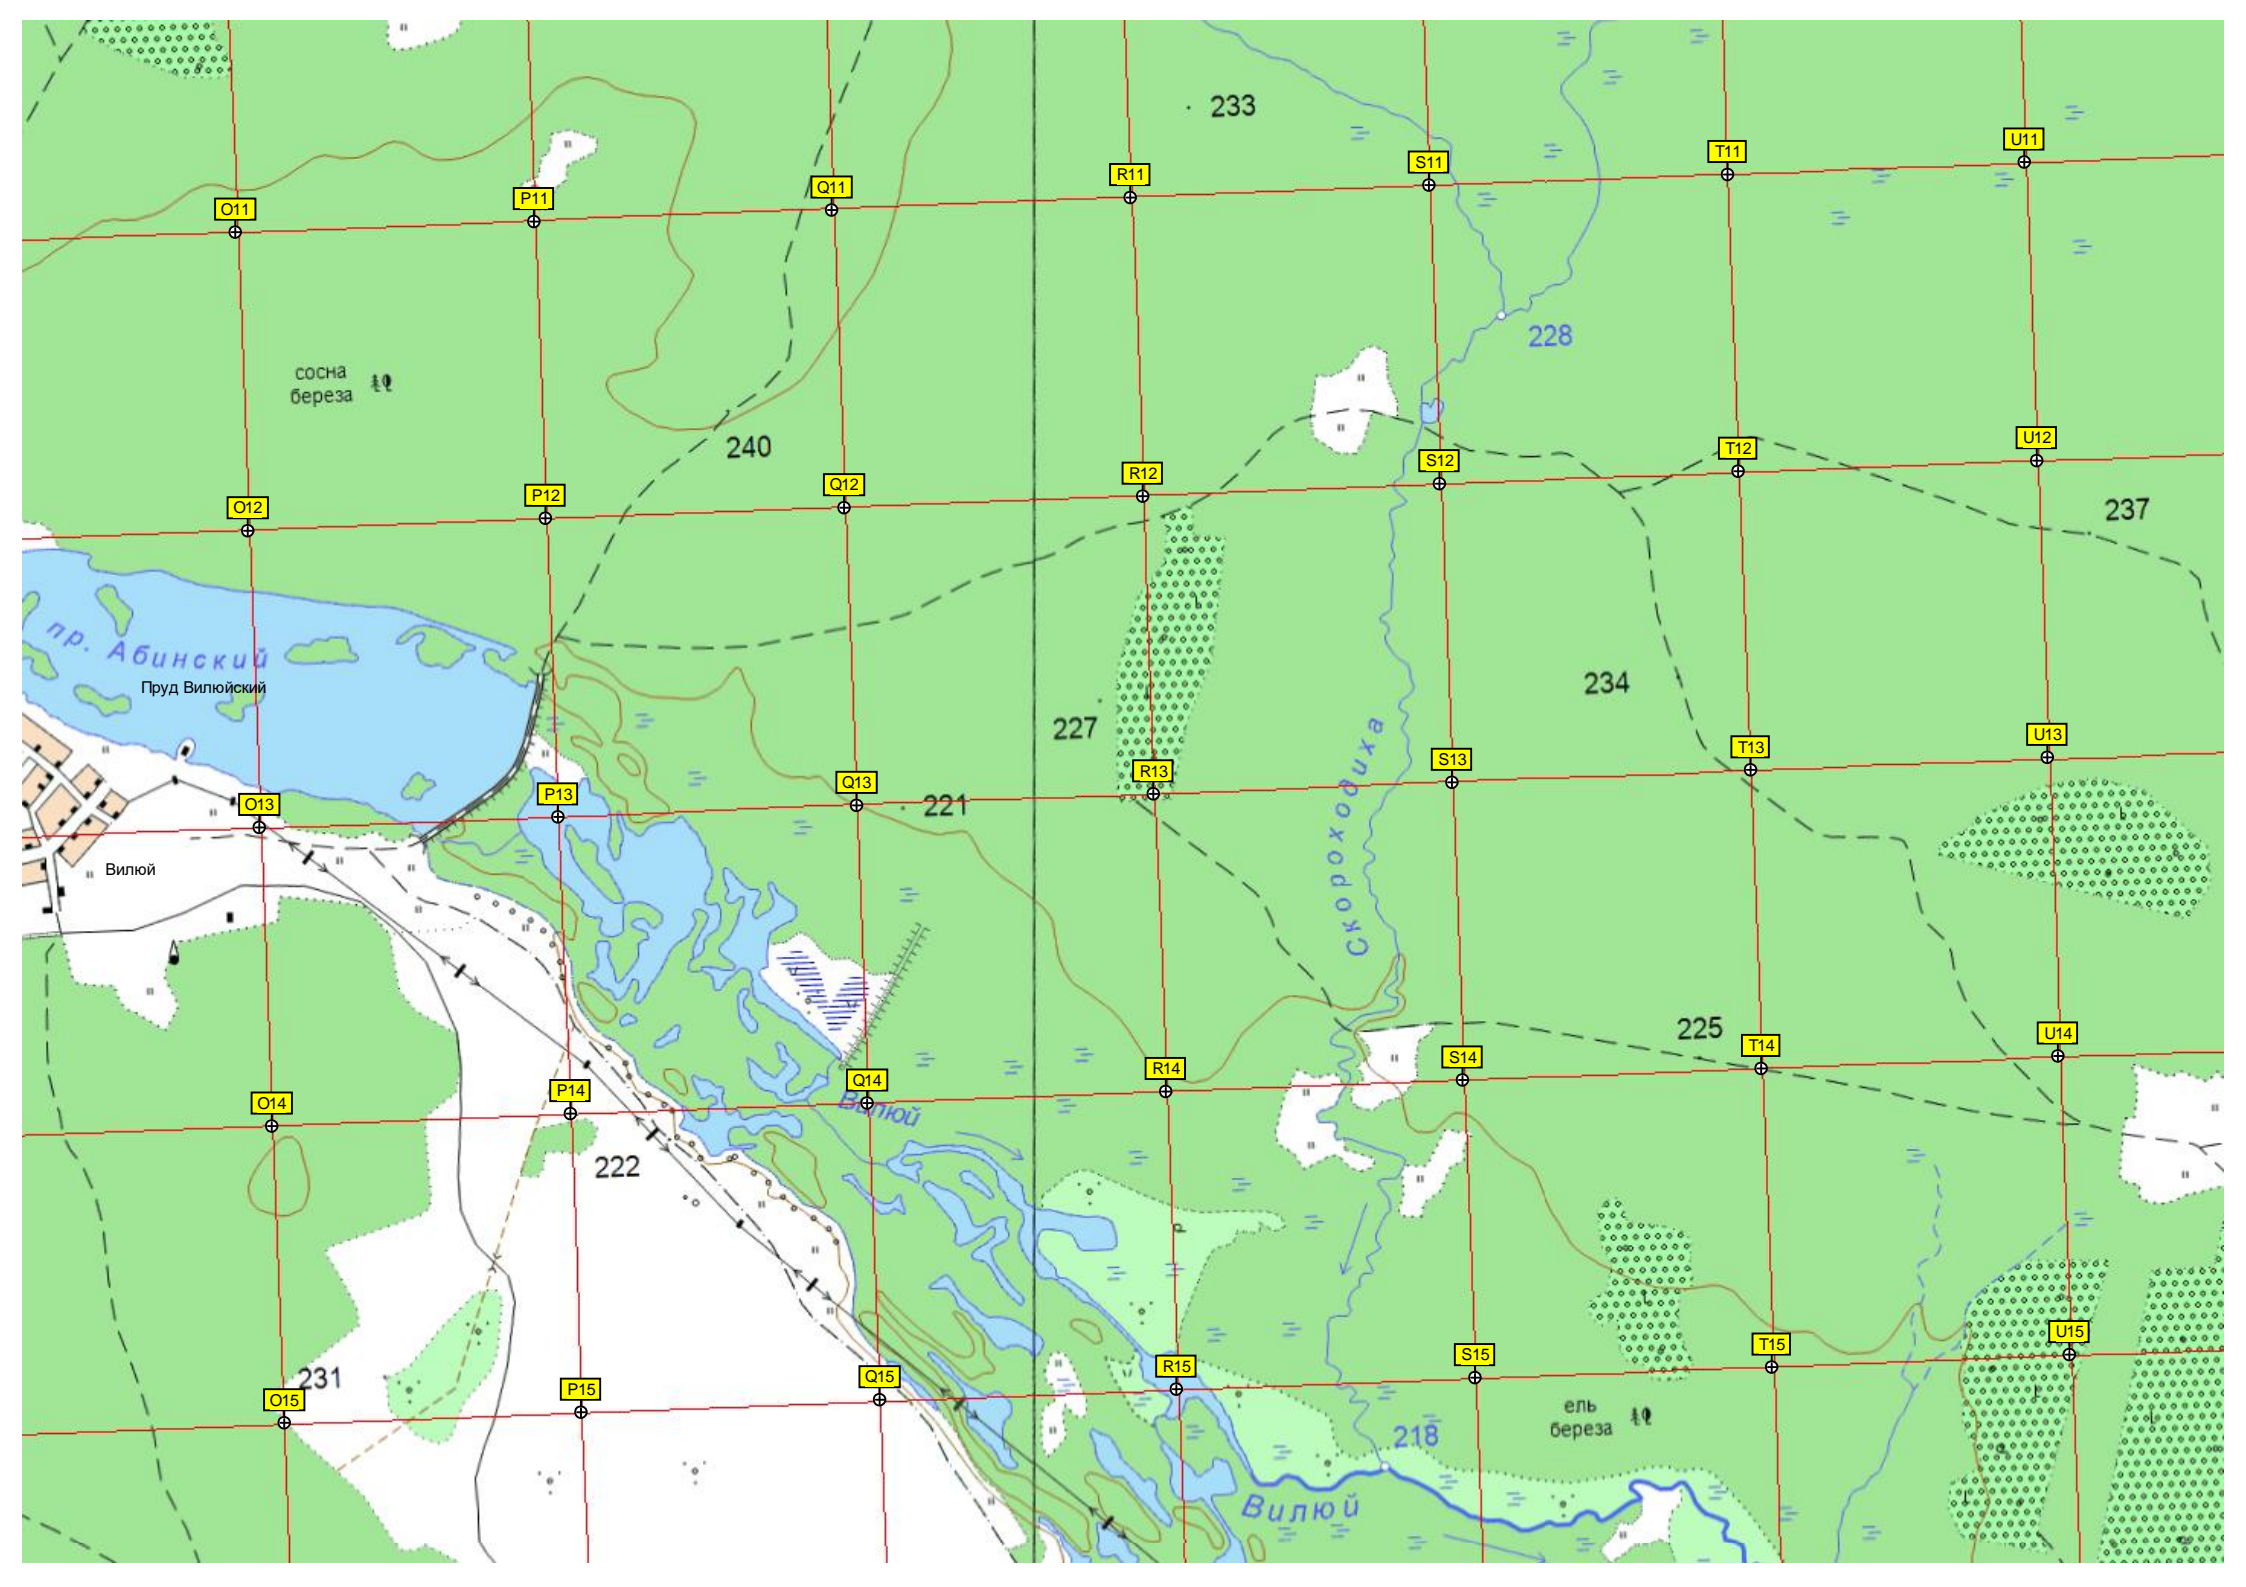 233
U11
T11
S11
R11
Q11
P11
O11
228
сосна
береза
240
U12
T12
S12
R12
Q12
P12
O12
237
пр. Абинский
Пруд Вилюйский
234
227
Скороходиха
U13
T13
S13
R13
Q13
P13
O13
221
Вилюй
225
U14
T14
S14
R14
Q14
P14
O14
Вилюй
222
р
U15
T15
S15
R15
Q15
P15
O15
231
ель
береза
218
Вилюй